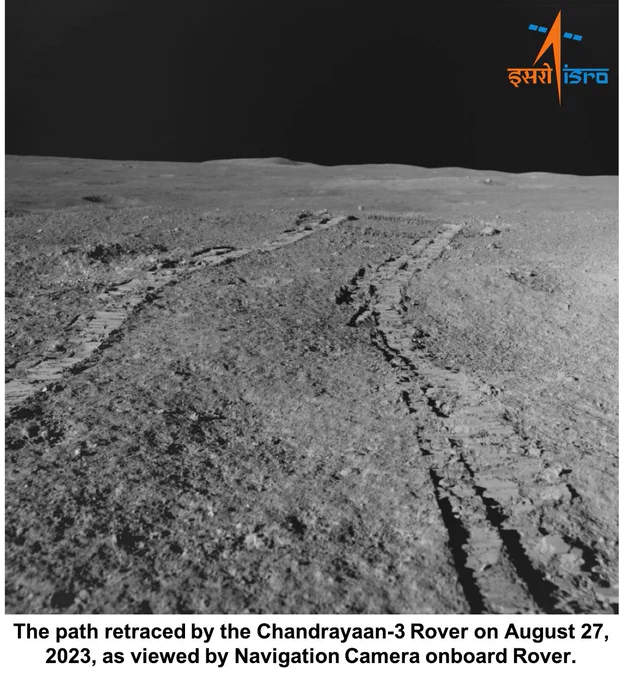 इसरो isro
The path retraced by the Chandrayaan-3 Rover on August 27,
2023, as viewed by Navigation Camera onboard Rover.